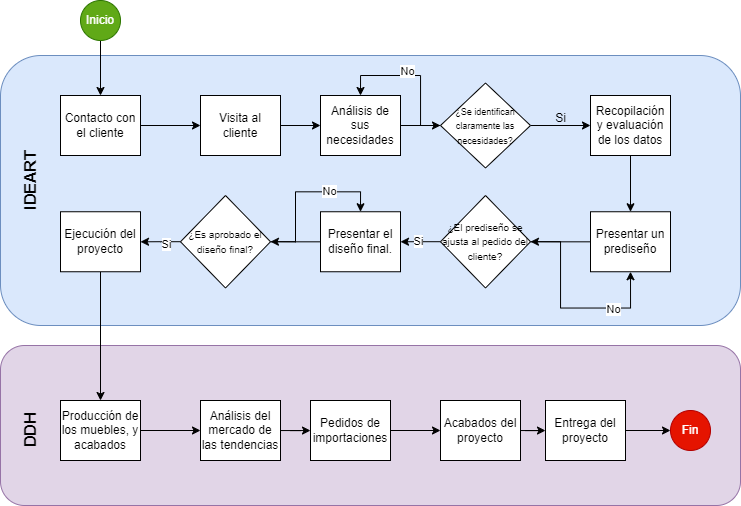 Inicio
IDEART
Contacto con
el cliente
Visita al
cliente
Análisis de
sus
necesidades
No
¿Se identifican
claramente las
necesidades?
Si
Recopilación
y evaluación
de los datos
Presentar un
prediseño
No
¿El prediseño se
ajusta al pedido del
cliente?
Si
Presentar el
diseño final.
No
¿Es aprobado el
diseño final?
Si
Ejecución del
proyecto
DDH
Producción de
los muebles, y
acabados
Análisis del
mercado de
las tendencias
Pedidos de
importaciones
Acabados del
proyecto
Entrega del
proyecto
Fin